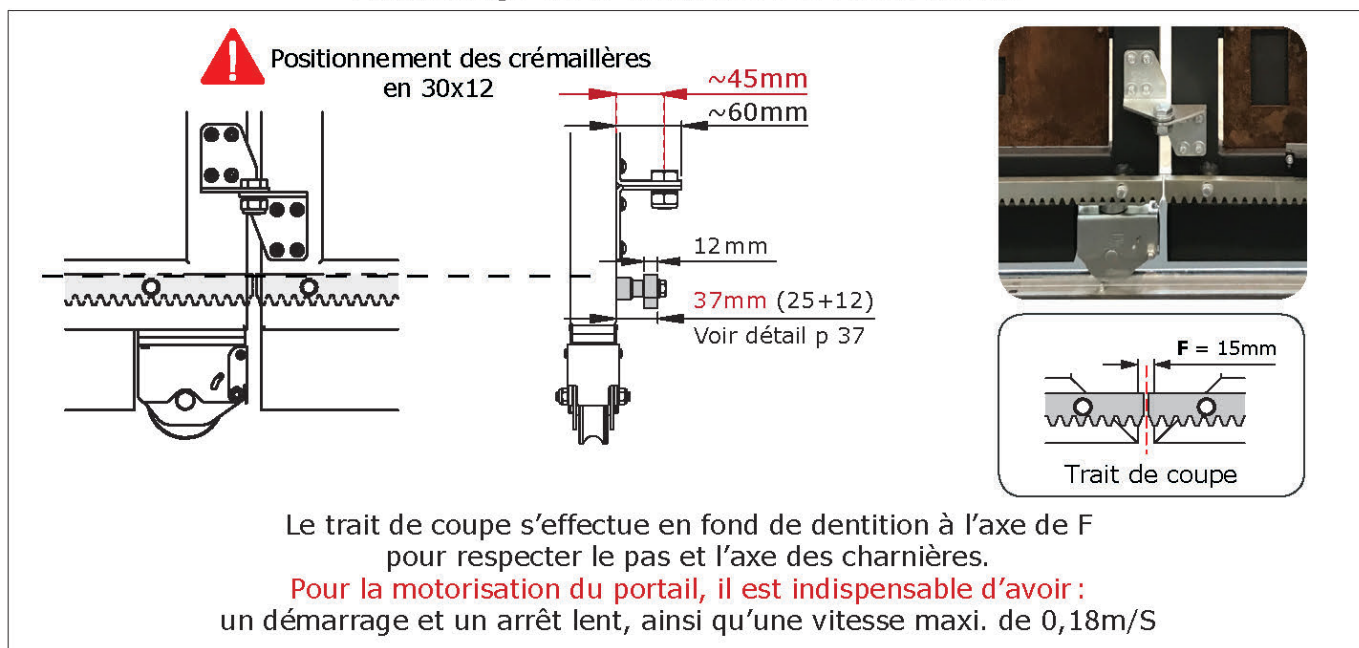 Positionnement des crémaillères
en 30x12
~45mm
~60mm
12mm
37mm (25+12)
Voir détail p 37
F = 15mm
Trait de coupe
Le trait de coupe s’effectue en fond de dentition à l’axe de F
pour respecter le pas et l’axe des charnières.
Pour la motorisation du portail, il est indispensable d’avoir :
un démarrage et un arrêt lent, ainsi qu’une vitesse maxi. de 0,18m/S